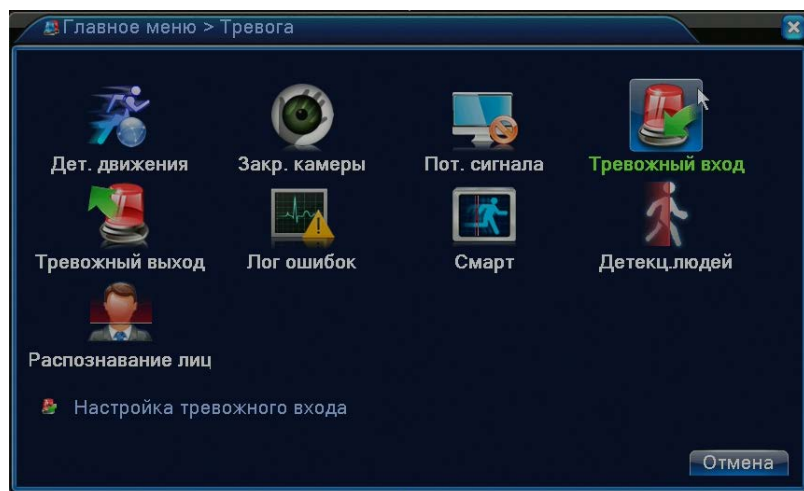 Главное меню > Тревога
Дет. движения Закр. камеры Пот. сигнала Тревожный вход
Тревожный выход Лог ошибок Смарт Детекц.людей
Распознавание лиц
Настройка тревожного входа
Отмена